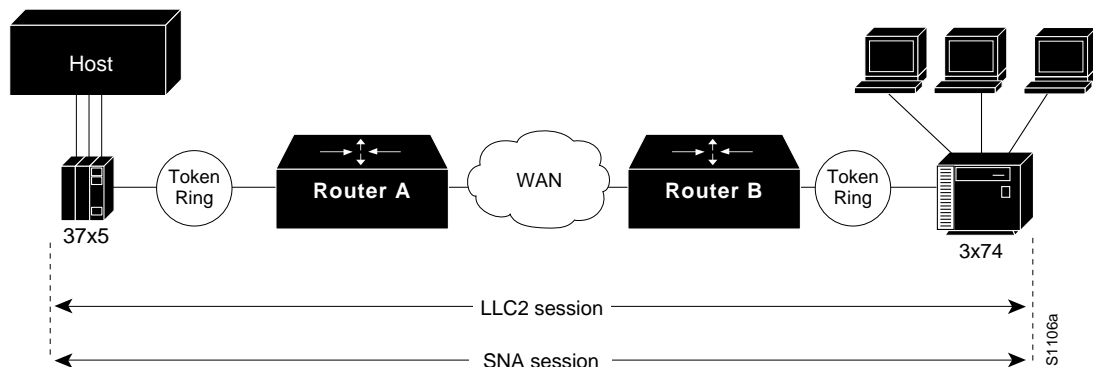 Host
37x5
Token
Ring
Router A
WAN
Router B
Token
Ring
3x74
LLC2 session
SNA session
S1106a